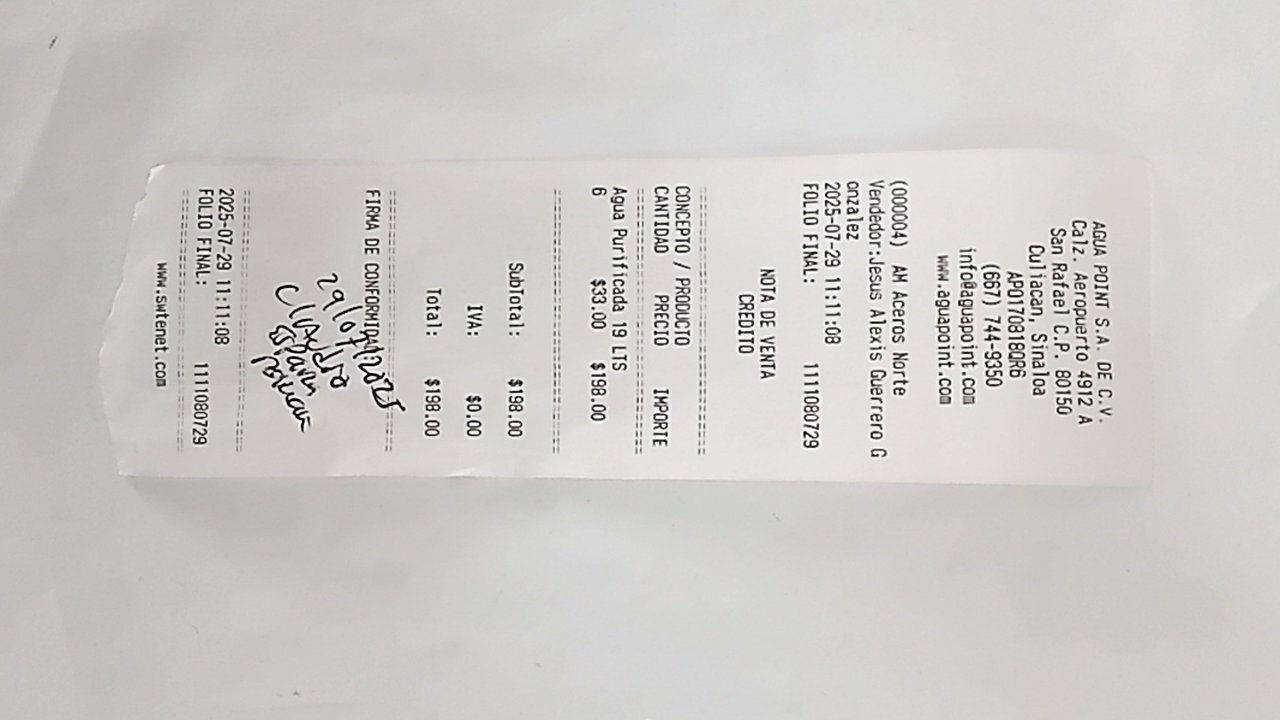 AGUA POINT S.A. DE C.V.
Calz. Aeropuerto 4912 A
San Rafael C.P. 80150
Culiacan, Sinaloa
APO170818QR6
(667) 744-9350
info@aguapoint.com
www.aguapoint.com
(000004) AM Aceros Norte
Vendedor:Jesus Alexis Guerrero G
onzalez
2025-07-29 11:11:08
FOLIO FINAL: 1111080729
NOTA DE VENTA
CREDITO
CONCEPTO / PRODUCTO
CANTIDAD PRECIO IMPORTE
Agua Purificada 19 LTS
6 $33.00 $198.00
SubTotal: $198.00
IVA: $0.00
Total: $198.00
FIRMA DE CONFORMIDAD
29/07/2025
2025-07-29 11:11:08
FOLIO FINAL: 1111080729
www.swtenet.com